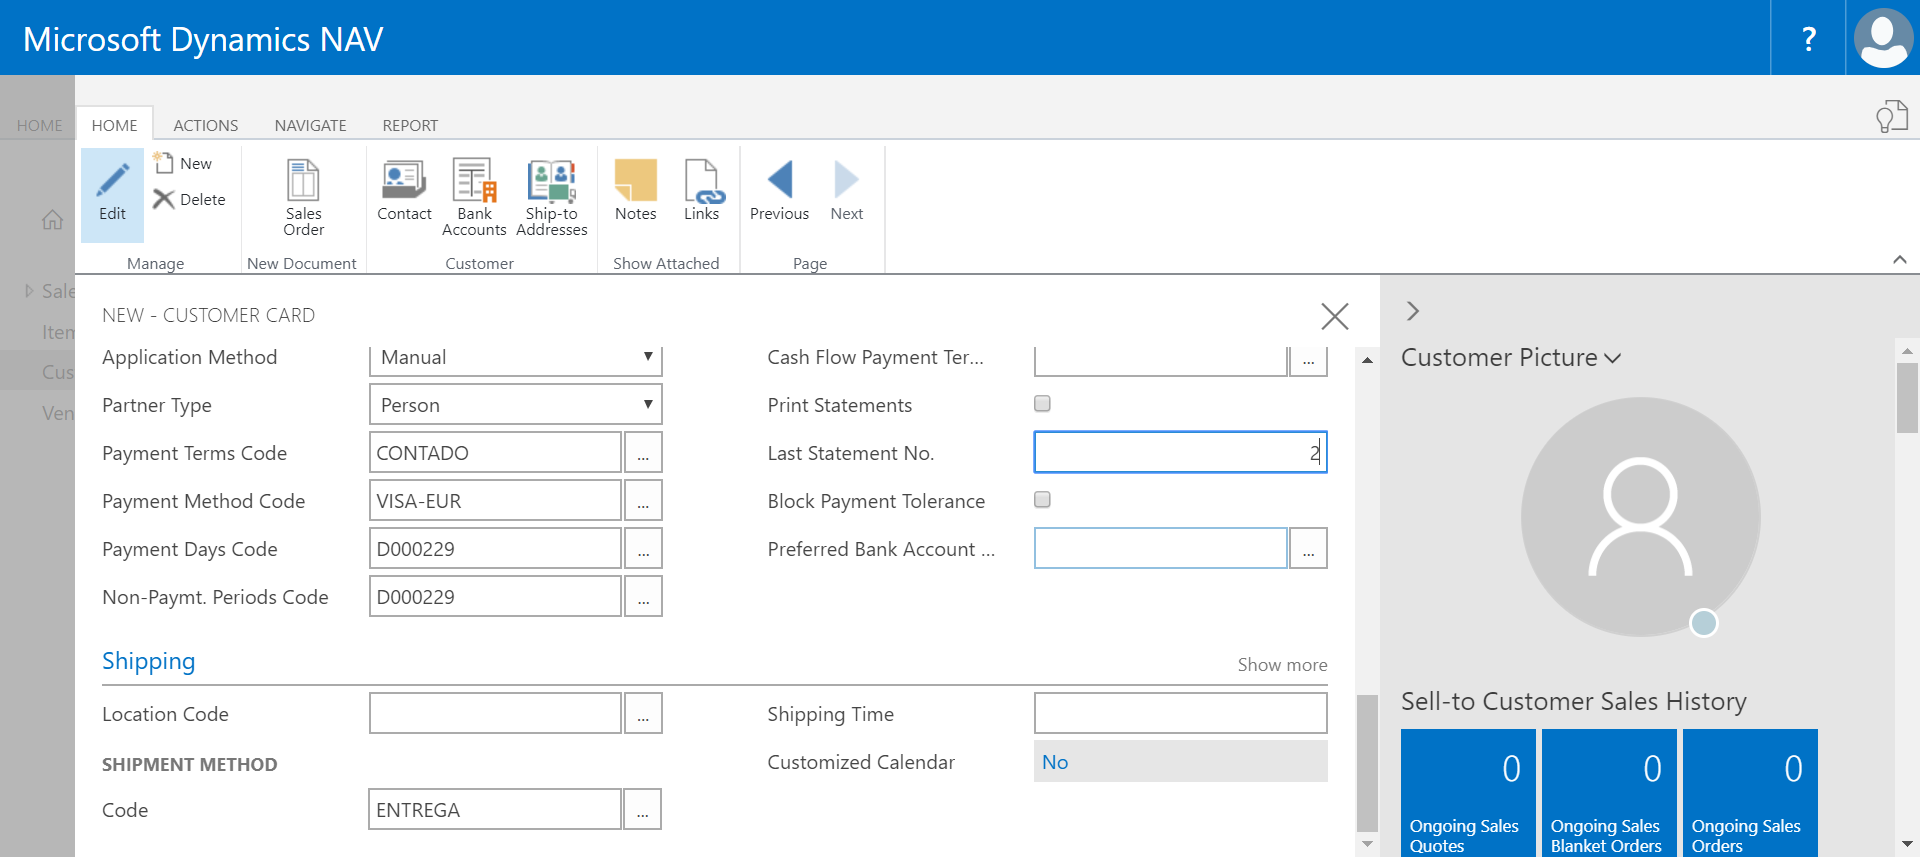 Microsoft Dynamics NAV
?
HOME
HOME
ACTIONS
NAVIGATE
REPORT
Edit
New
Delete
Manage
Sales
Order
New Document
Contact
Bank
Accounts
Ship-to
Addresses
Customer
Notes
Links
Show Attached
Previous
Next
Page
Sale
Item
Cus
Ven
NEW - CUSTOMER CARD
Application Method
Manual
Cash Flow Payment Ter...
...
Partner Type
Person
Print Statements
Payment Terms Code
CONTADO
...
Last Statement No.
2
Payment Method Code
VISA-EUR
...
Block Payment Tolerance
Payment Days Code
D000229
...
Preferred Bank Account ...
...
Non-Paymt. Periods Code
D000229
...
Shipping
Show more
Location Code
...
Shipping Time
SHIPMENT METHOD
Customized Calendar
No
Code
ENTREGA
...
Customer Picture
Sell-to Customer Sales History
0
Ongoing Sales
Quotes
0
Ongoing Sales
Blanket Orders
0
Ongoing Sales
Orders